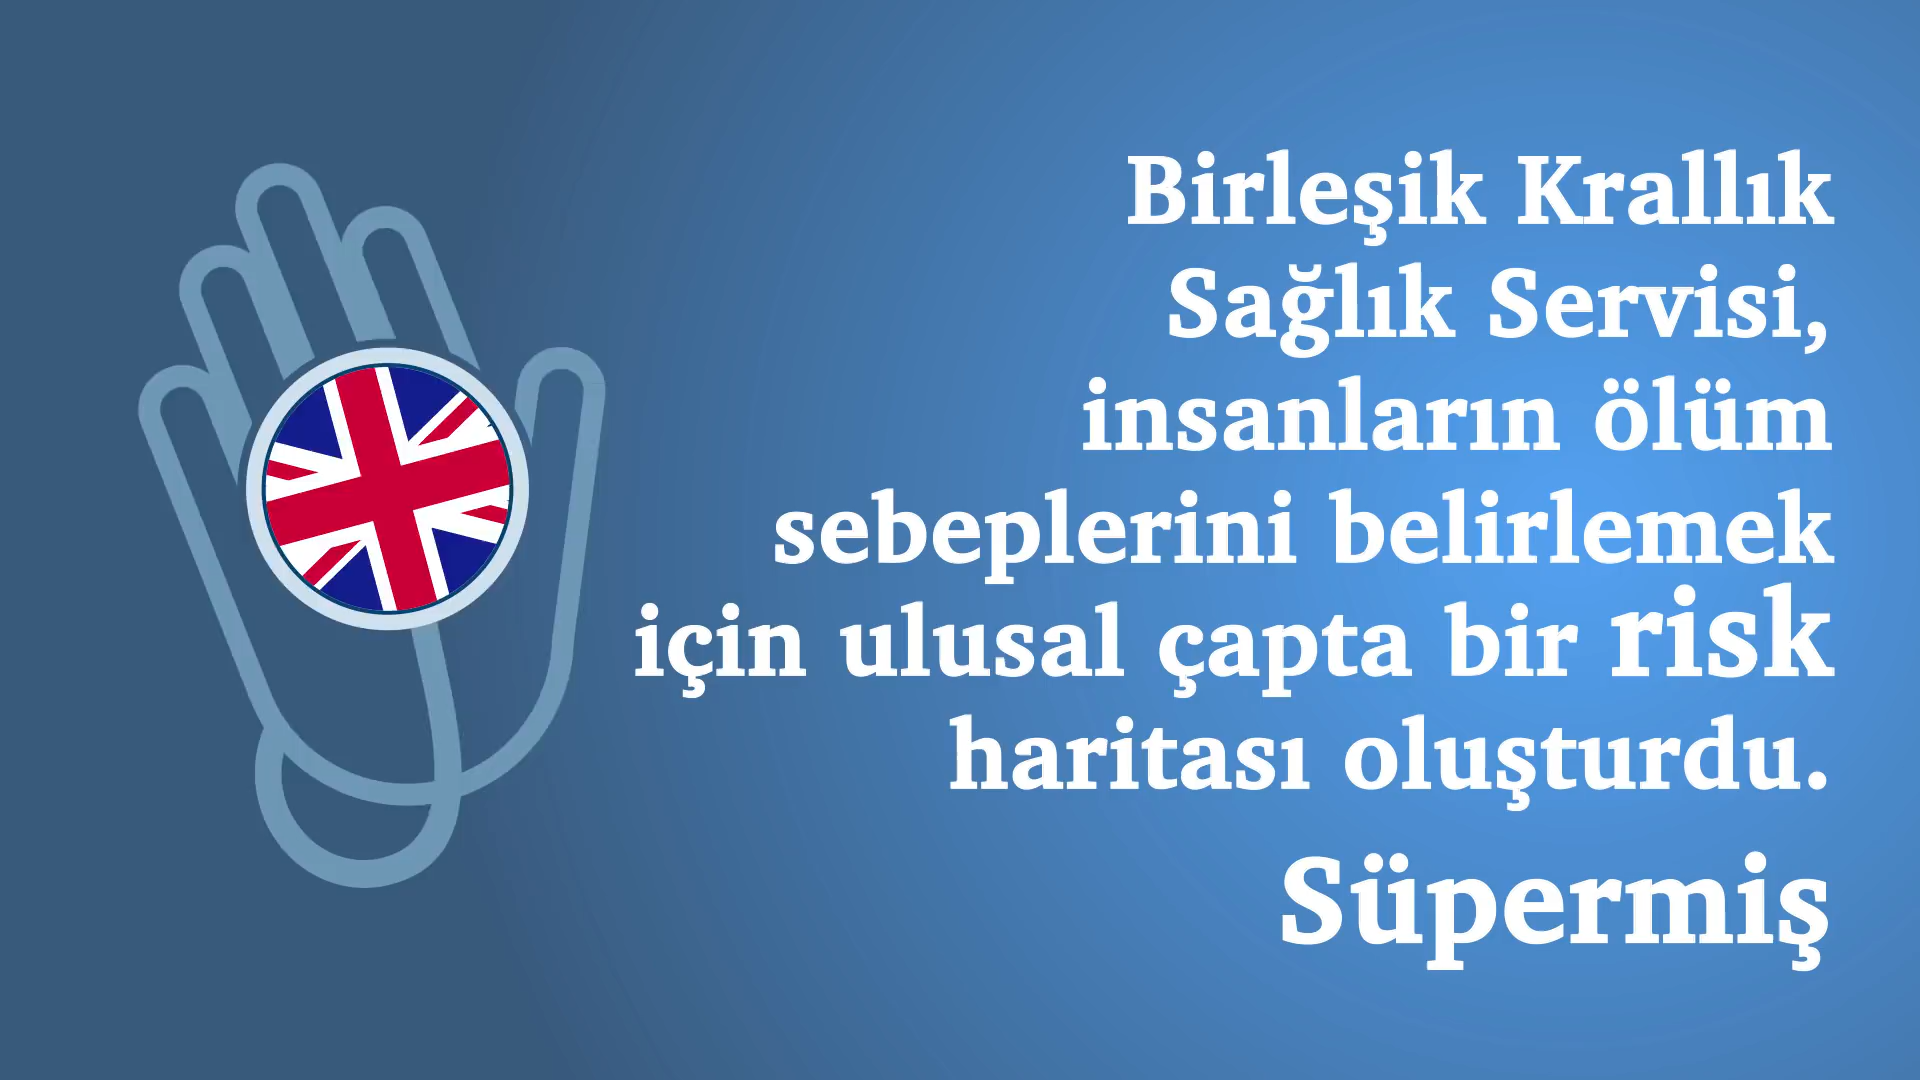 Birleşik Krallık
Sağlık Servisi,
insanların ölüm
sebeplerini belirlemek
için ulusal çapta bir risk
haritası oluşturdu.
Süpermiş